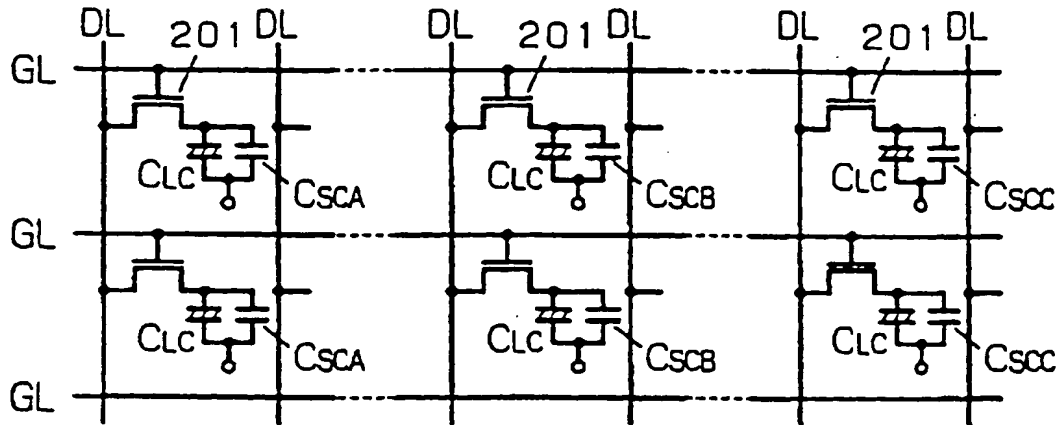 DL 201 DL DL 201 DL DL 201 DL
GL
CLC CSCA CLC CSCB CLC CSCC
GL
CLC CSCA CLC CSCB CLC CSCC
GL